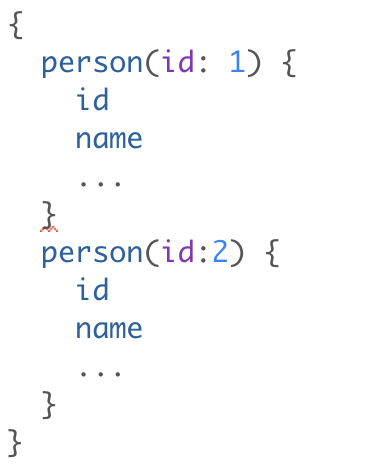 {
  person(id: 1) {
    id
    name
    ...
  }
  person(id:2) {
    id
    name
    ...
  }
}